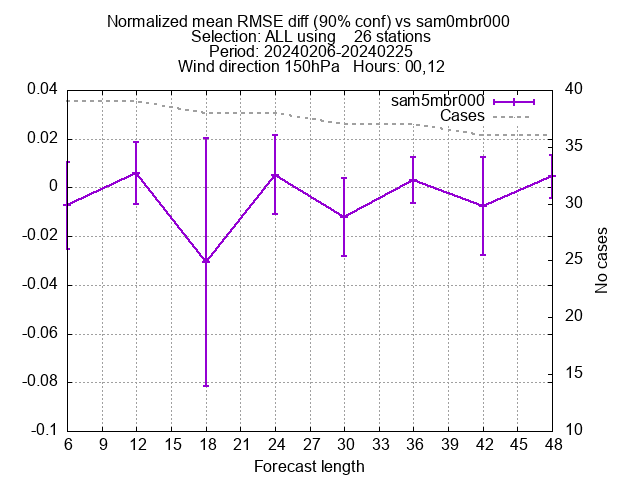 Normalized mean RMSE diff (90% conf) vs sam0mbr000
Selection: ALL using    26 stations
Period: 20240206-20240225
Wind direction 150hPa   Hours: 00,12
sam5mbr000
Cases
0.04
0.02
0
-0.02
-0.04
-0.06
-0.08
-0.1
40
35
30
25
20
15
10
No cases
6 9 12 15 18 21 24 27 30 33 36 39 42 45 48
Forecast length